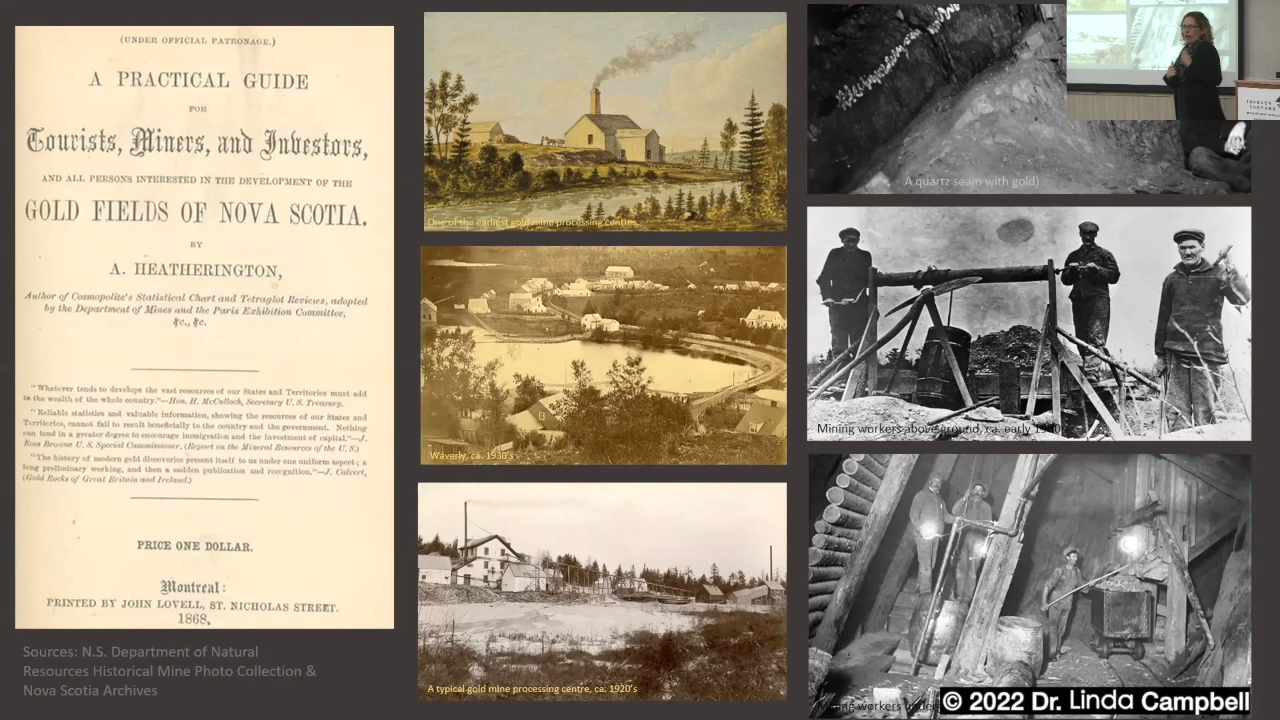 (UNDER OFFICIAL PATRONAGE.)
A PRACTICAL GUIDE
FOR
Tourists, Miners, and Investors,
AND ALL PERSONS INTERESTED IN THE DEVELOPMENT OF THE
GOLD FIELDS OF NOVA SCOTIA.
BY
A. HEATHERINGTON,
Author of Cosmopolite's Statistical Chart and Tetraglot Reviews, adopted
by the Department of Mines and the Paris Exhibition Committee,
&c., &c.
"Whatever tends to develope the vast resources of our States and Territories must add
to the wealth of the whole country."—Hon. H. McCulloch, Secretary U. S. Treasury.
"Reliable statistics and valuable information, showing the resources of our States and
Territories, cannot fail to result beneficially to the country and the government. Nothing
can tend in a greater degree to encourage immigration and the investment of capital."—J.
Ross Browne U. S. Special Commissioner, (Report on the Mineral Resources of the U.S.)
"The history of modern gold discoveries present itself to us under one uniform aspect ; a
long preliminary working, and then a sudden publication and recognition."—J. Calvert,
(Gold Rocks of Great Britain and Ireland.)
PRICE ONE DOLLAR.
Montreal:
PRINTED BY JOHN LOVELL, ST. NICHOLAS STREET.
1868.
Sources: N.S. Department of Natural
Resources Historical Mine Photo Collection &
Nova Scotia Archives
One of the earliest gold mine processing centres
Waverly, ca. 1930's
A typical gold mine processing centre, ca. 1920's
A quartz seam with gold)
Mining workers above ground, ca. early
workers
© 2022 Dr. Linda Campbell